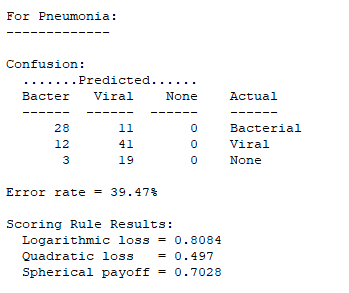 For Pneumonia:
-------------
Confusion:
.......Predicted......
Bacter Viral None Actual
------ ------ ------ ------
28 11 0 Bacterial
12 41 0 Viral
3 19 0 None
Error rate = 39.47%
Scoring Rule Results:
Logarithmic loss = 0.8084
Quadratic loss = 0.497
Spherical payoff = 0.7028